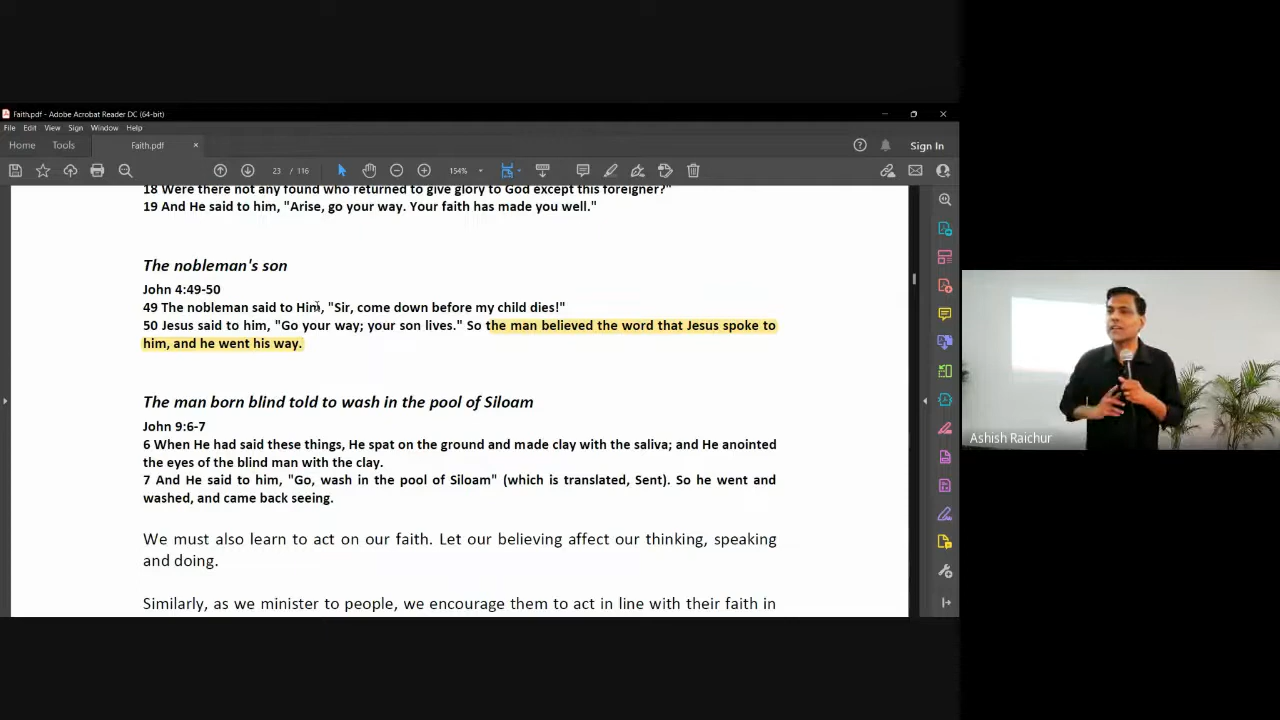 Faith.pdf - Adobe Acrobat Reader DC (64-bit)
File Edit View Sign Window Help
Home Tools Faith.pdf × Sign In
23 / 116 154%
18 Were there not any found who returned to give glory to God except this foreigner?"
19 And He said to him, "Arise, go your way. Your faith has made you well."
The nobleman's son
John 4:49-50
49 The nobleman said to Him, "Sir, come down before my child dies!"
50 Jesus said to him, "Go your way; your son lives." So the man believed the word that Jesus spoke to
him, and he went his way.
The man born blind told to wash in the pool of Siloam
John 9:6-7
6 When He had said these things, He spat on the ground and made clay with the saliva; and He anointed
the eyes of the blind man with the clay.
7 And He said to him, "Go, wash in the pool of Siloam" (which is translated, Sent). So he went and
washed, and came back seeing.
We must also learn to act on our faith. Let our believing affect our thinking, speaking
and doing.
Similarly, as we minister to people, we encourage them to act in line with their faith in
Ashish Raichur